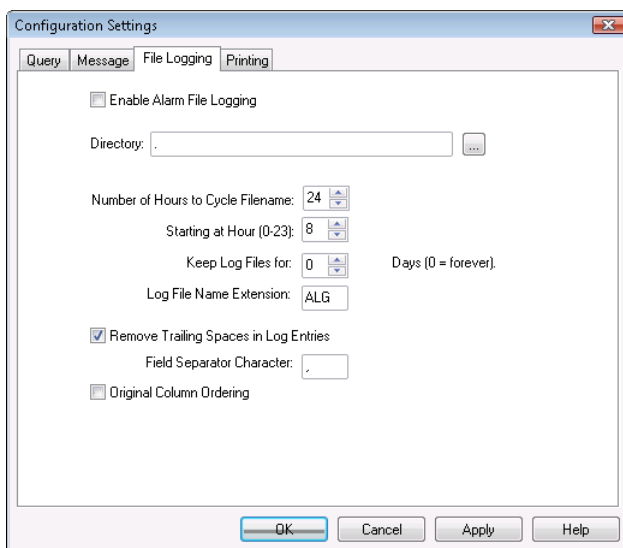 Configuration Settings
Query Message File Logging Printing
Enable Alarm File Logging
Directory: . ...
Number of Hours to Cycle Filename: 24
Starting at Hour (0-23): 8
Keep Log Files for: 0 Days (0 = forever).
Log File Name Extension: ALG
Remove Trailing Spaces in Log Entries
Field Separator Character: ,
Original Column Ordering
OK Cancel Apply Help